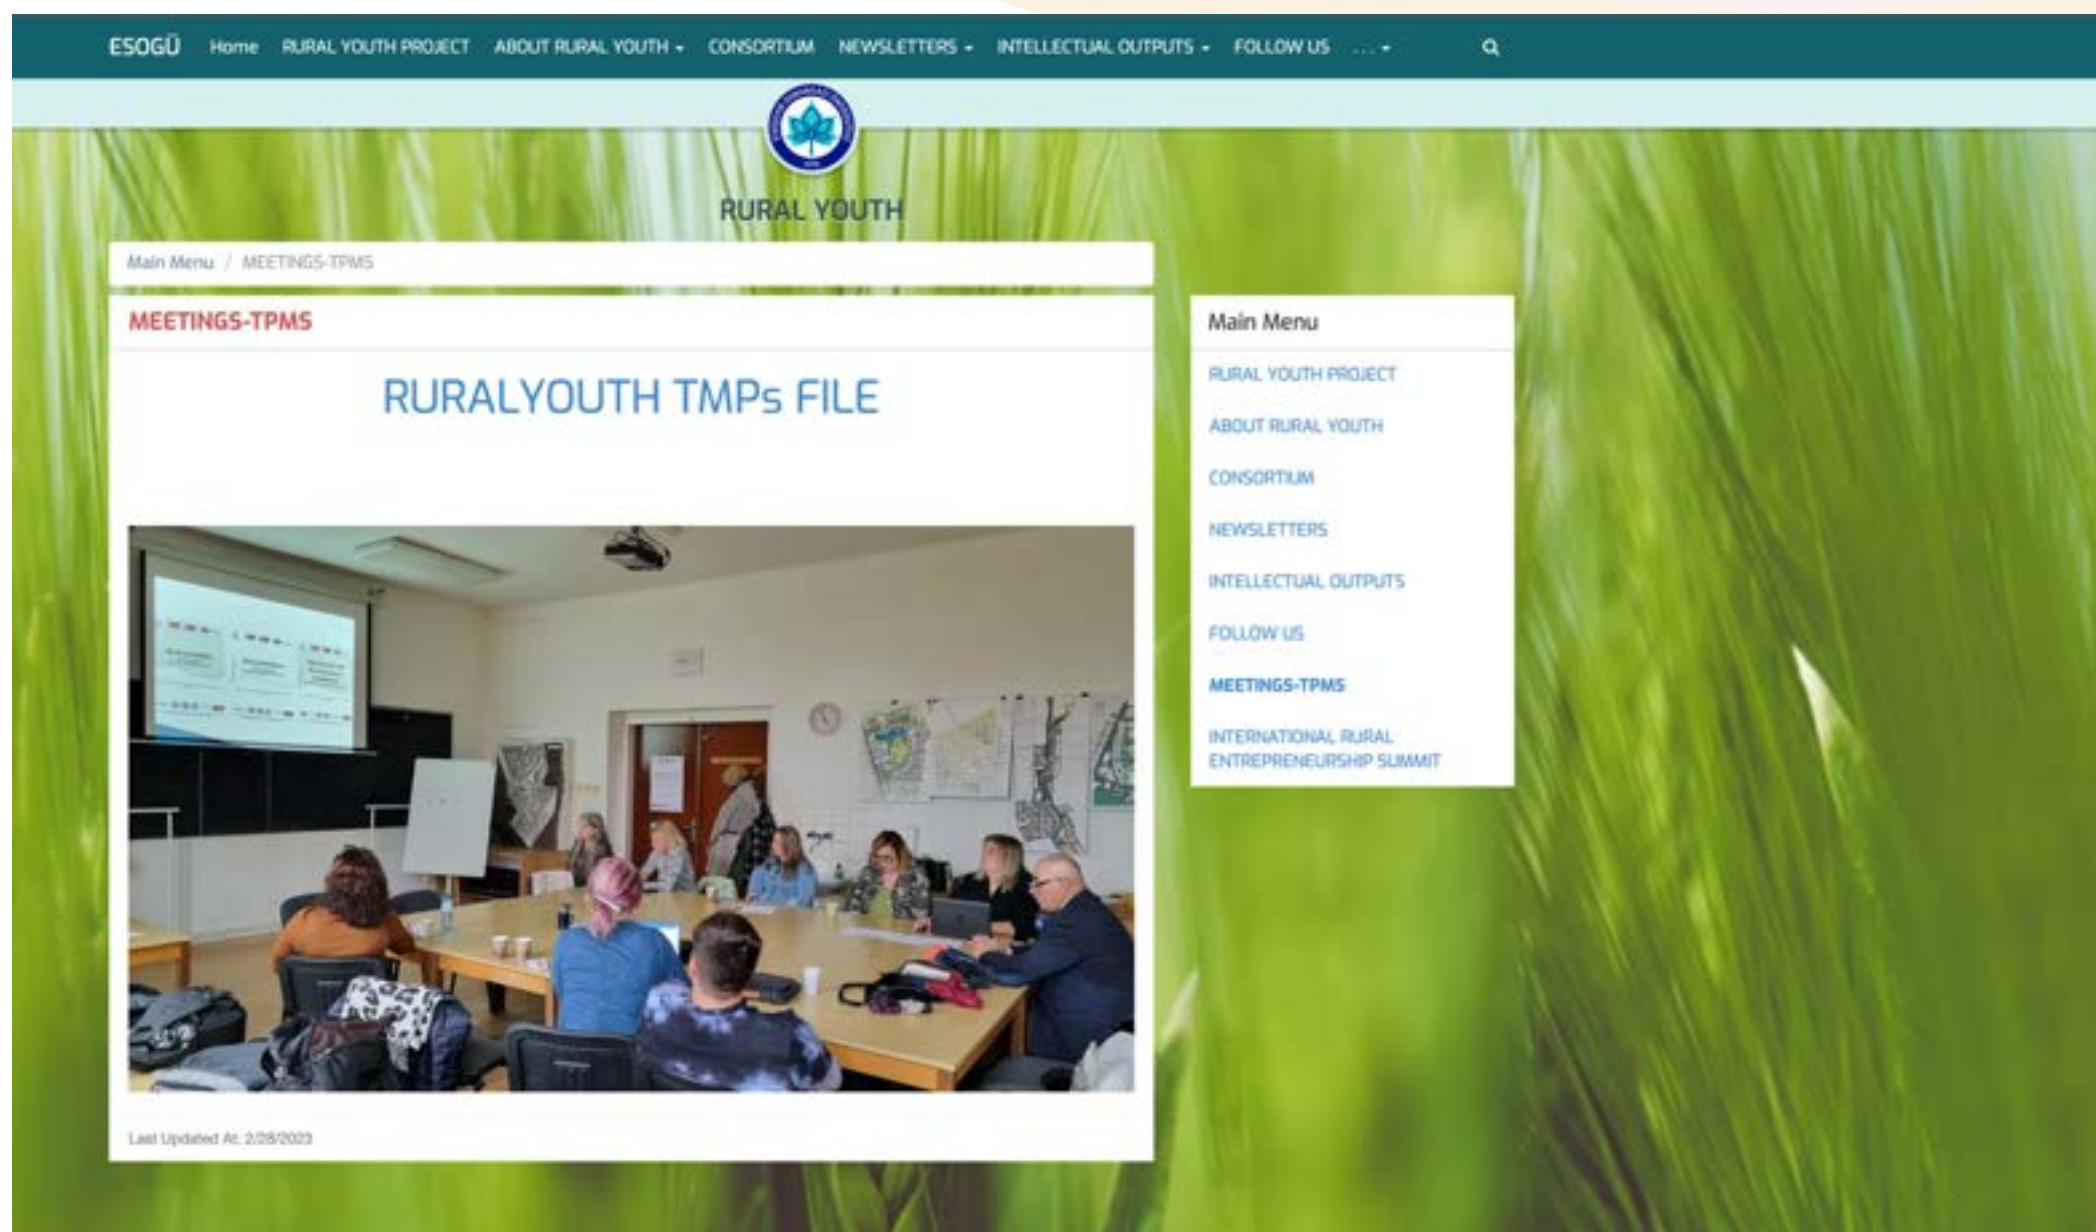 ESOGÜ Home RURAL YOUTH PROJECT ABOUT RURAL YOUTH CONSORTIUM NEWSLETTERS INTELLECTUAL OUTPUTS FOLLOW US ...
RURAL YOUTH
Main Menu / MEETINGS-TPMS
MEETINGS-TPMS
RURALYOUTH TMPs FILE
Last Updated At: 2/28/2023
Main Menu
RURAL YOUTH PROJECT
ABOUT RURAL YOUTH
CONSORTIUM
NEWSLETTERS
INTELLECTUAL OUTPUTS
FOLLOW US
MEETINGS-TPMS
INTERNATIONAL RURAL
ENTREPRENEURSHIP SUMMIT